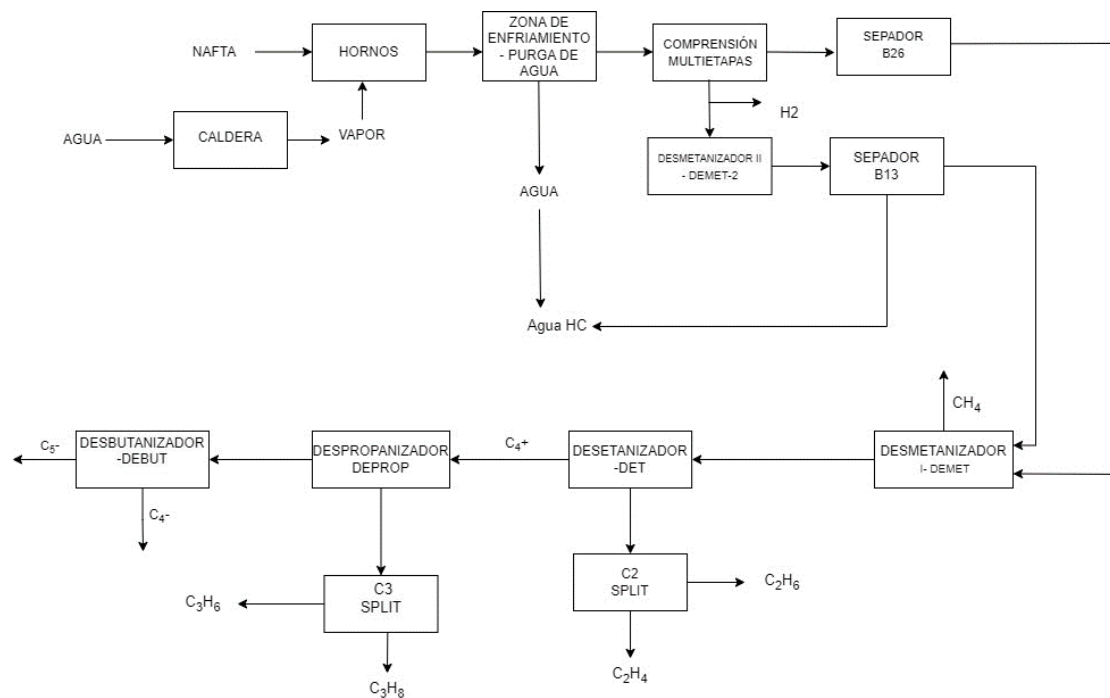 NAFTA
HORNOS
ZONA DE
ENFRIAMIENTO
- PURGA DE
AGUA
COMPRENSIÓN
MULTIETAPAS
SEPADOR
B26
AGUA
CALDERA
VAPOR
H2
DESMETANIZADOR II
- DEMET-2
SEPADOR
B13
AGUA
Agua HC
CH₄
DESBUTANIZADOR
-DEBUT
C₅-
C₄-
DESPROPANIZADOR
DEPROP
C₄+
DESETANIZADOR
-DET
DESMETANIZADOR
I- DEMET
C3
SPLIT
C₃H₆
C₃H₈
C2
SPLIT
C₂H₆
C₂H₄